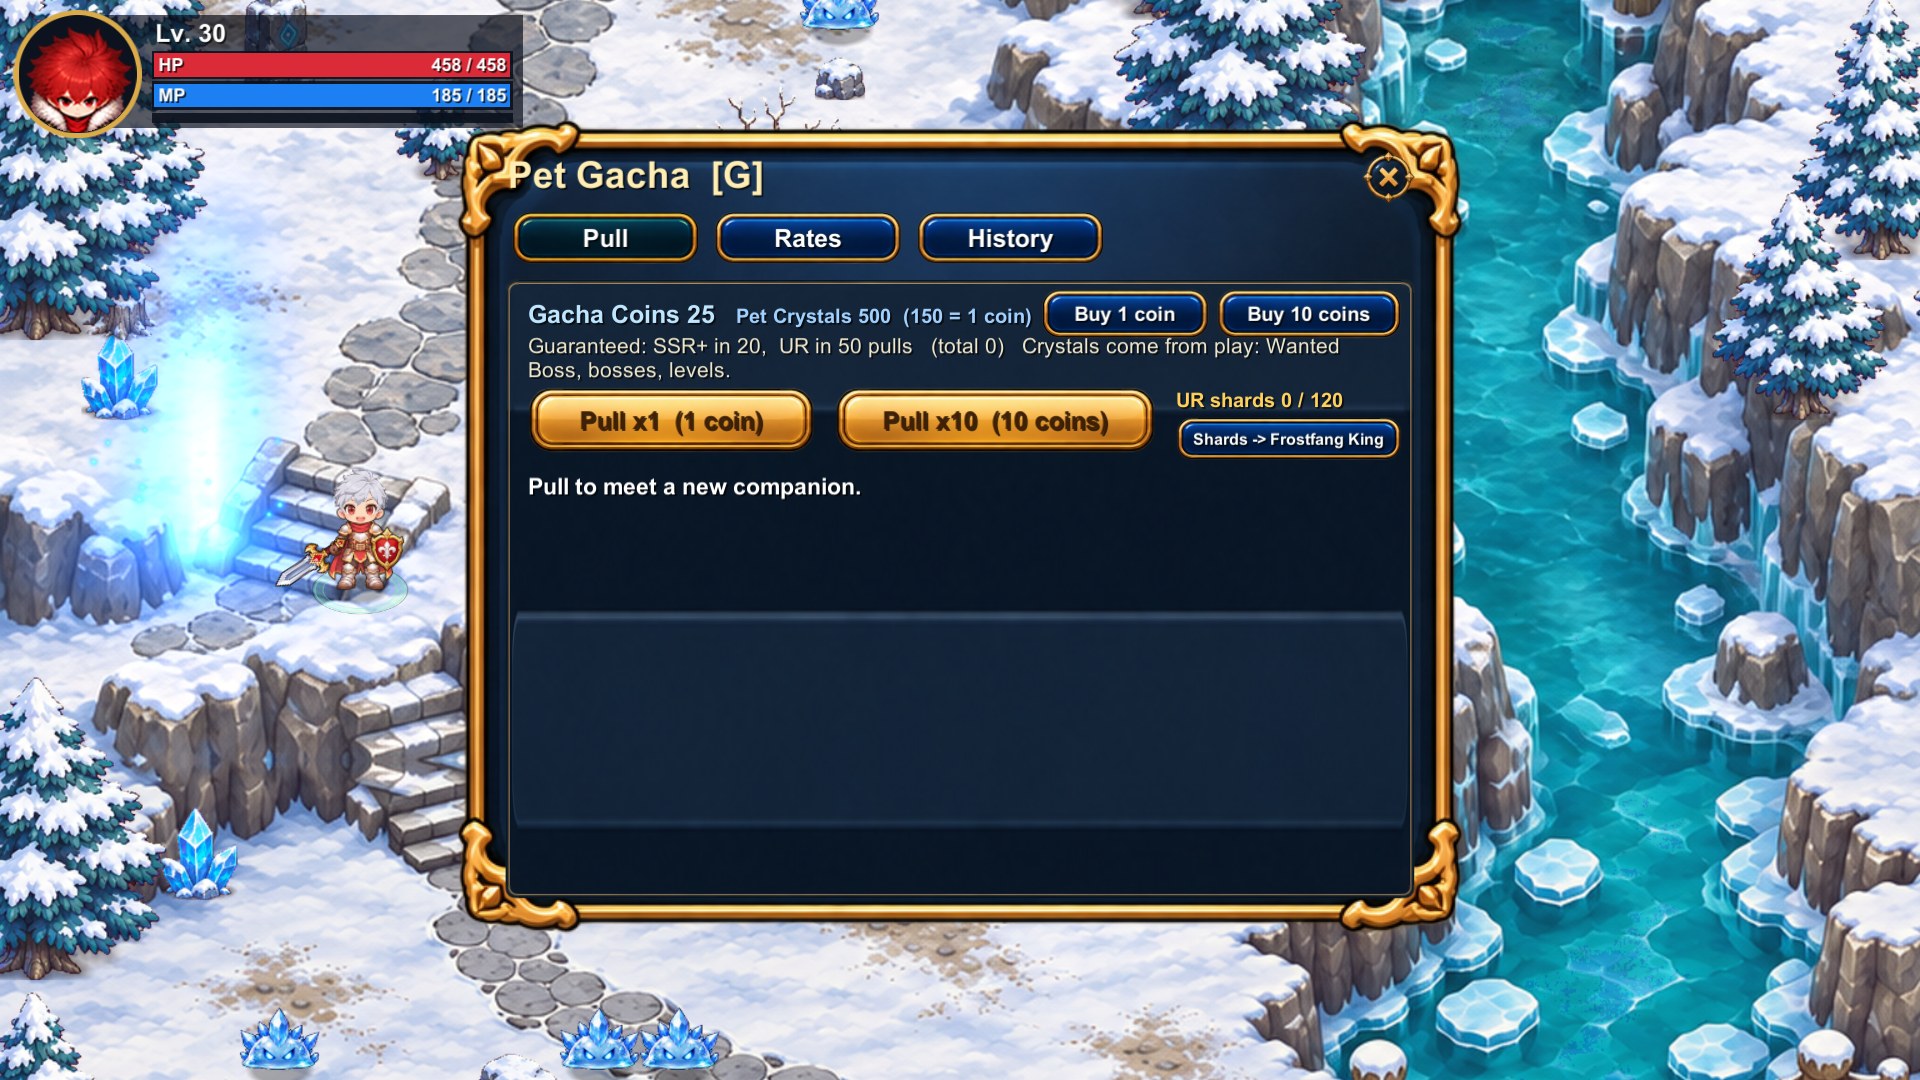 Lv. 30
HP 458 / 458
MP 185 / 185
Pet Gacha [G]
Pull Rates History
Gacha Coins 25 Pet Crystals 500 (150 = 1 coin) Buy 1 coin Buy 10 coins
Guaranteed: SSR+ in 20, UR in 50 pulls (total 0) Crystals come from play: Wanted
Boss, bosses, levels.
Pull x1 (1 coin) Pull x10 (10 coins) UR shards 0 / 120
Shards -> Frostfang King
Pull to meet a new companion.